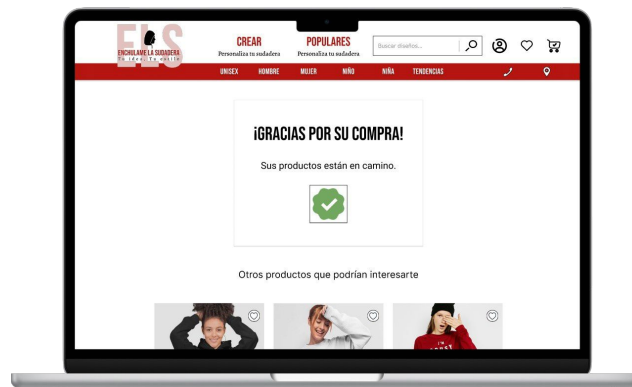 ELS
ENCHULAME LA SUDADERA
Tu idea, Tu estilo
CREAR
Personaliza tu sudadera
POPULARES
Personaliza tu sudadera
Buscar diseños...
UNISEX HOMBRE MUJER NIÑO NIÑA TENDENCIAS
¡GRACIAS POR SU COMPRA!
Sus productos están en camino.
Otros productos que podrían interesarte
I'M